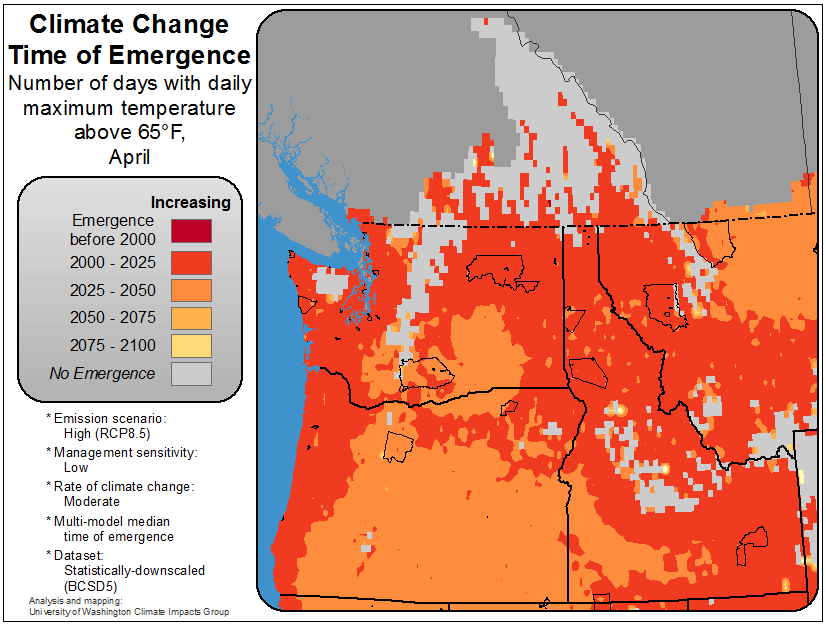 Climate Change
Time of Emergence
Number of days with daily
maximum temperature
above 65°F,
April
Increasing
Emergence
before 2000
2000 - 2025
2025 - 2050
2050 - 2075
2075 - 2100
No Emergence
* Emission scenario:
High (RCP8.5)
* Management sensitivity:
Low
* Rate of climate change:
Moderate
* Multi-model median
time of emergence
* Dataset:
Statistically-downscaled
(BCSD5)
Analysis and mapping:
University of Washington Climate Impacts Group